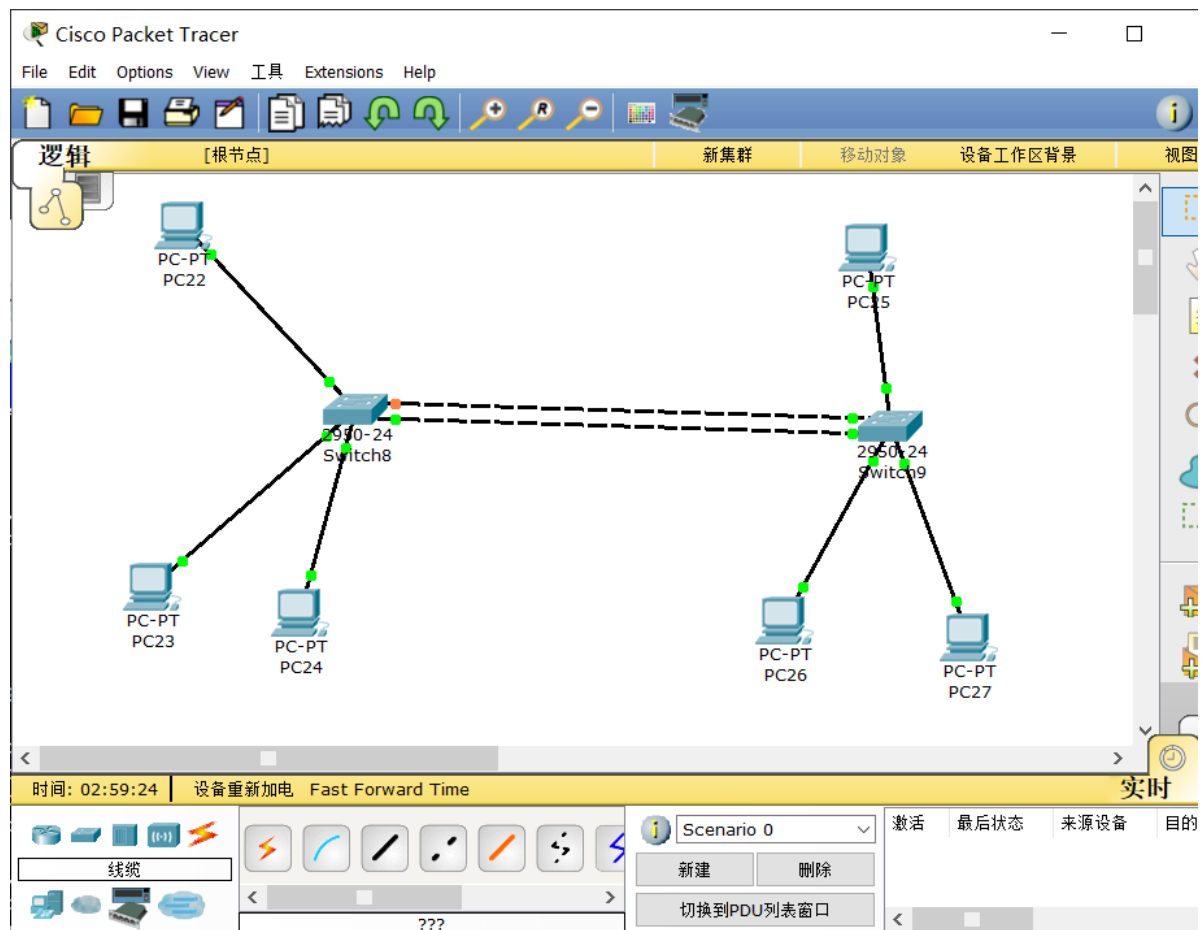 Cisco Packet Tracer
File Edit Options View 工具 Extensions Help
逻辑 [根节点] 新集群 移动对象 设备工作区背景 视图
PC-PT
PC22
PC-PT
PC25
2950-24
Switch8
2950-24
Switch9
PC-PT
PC23
PC-PT
PC24
PC-PT
PC26
PC-PT
PC27
时间: 02:59:24 设备重新加电 Fast Forward Time 实时
Scenario 0
激活 最后状态 来源设备 目的
线缆
新建 删除
切换到PDU列表窗口
???